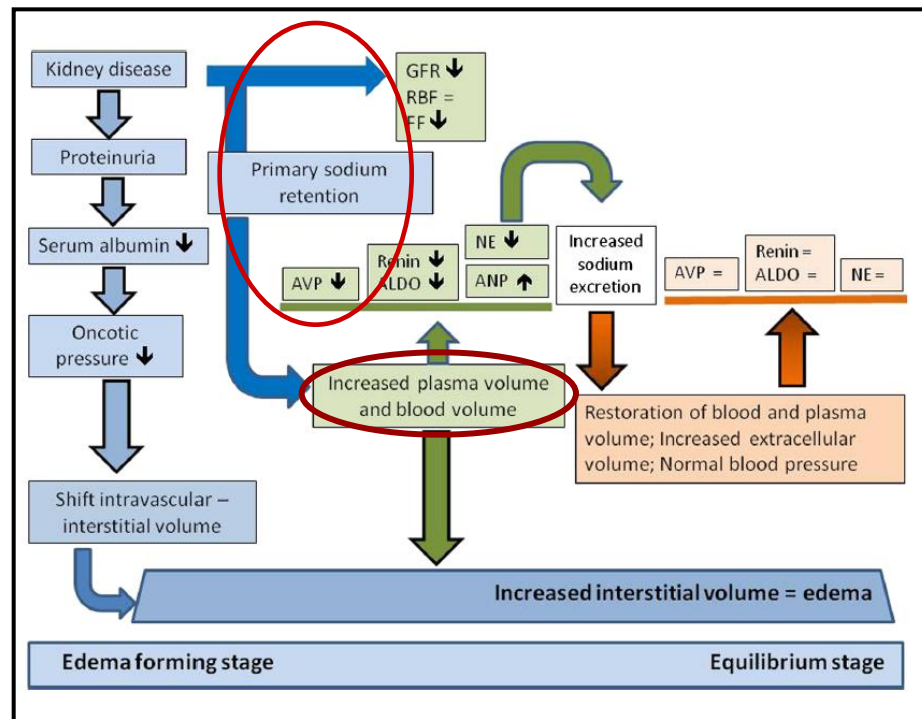 Kidney disease
Proteinuria
Serum albumin ↓
Oncotic
pressure ↓
Shift intravascular –
interstitial volume
Primary sodium
retention
GFR ↓
RBF =
FF ↓
AVP ↓
Renin ↓
ALDO ↓
NE ↓
ANP ↑
Increased
sodium
excretion
AVP =
Renin =
ALDO =
NE =
Increased plasma volume
and blood volume
Restoration of blood and plasma
volume; Increased extracellular
volume; Normal blood pressure
Increased interstitial volume = edema
Edema forming stage
Equilibrium stage